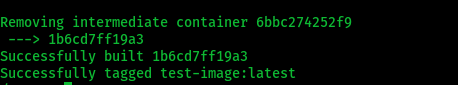 Removing intermediate container 6bbc274252f9
 ---> 1b6cd7ff19a3
Successfully built 1b6cd7ff19a3
Successfully tagged test-image:latest